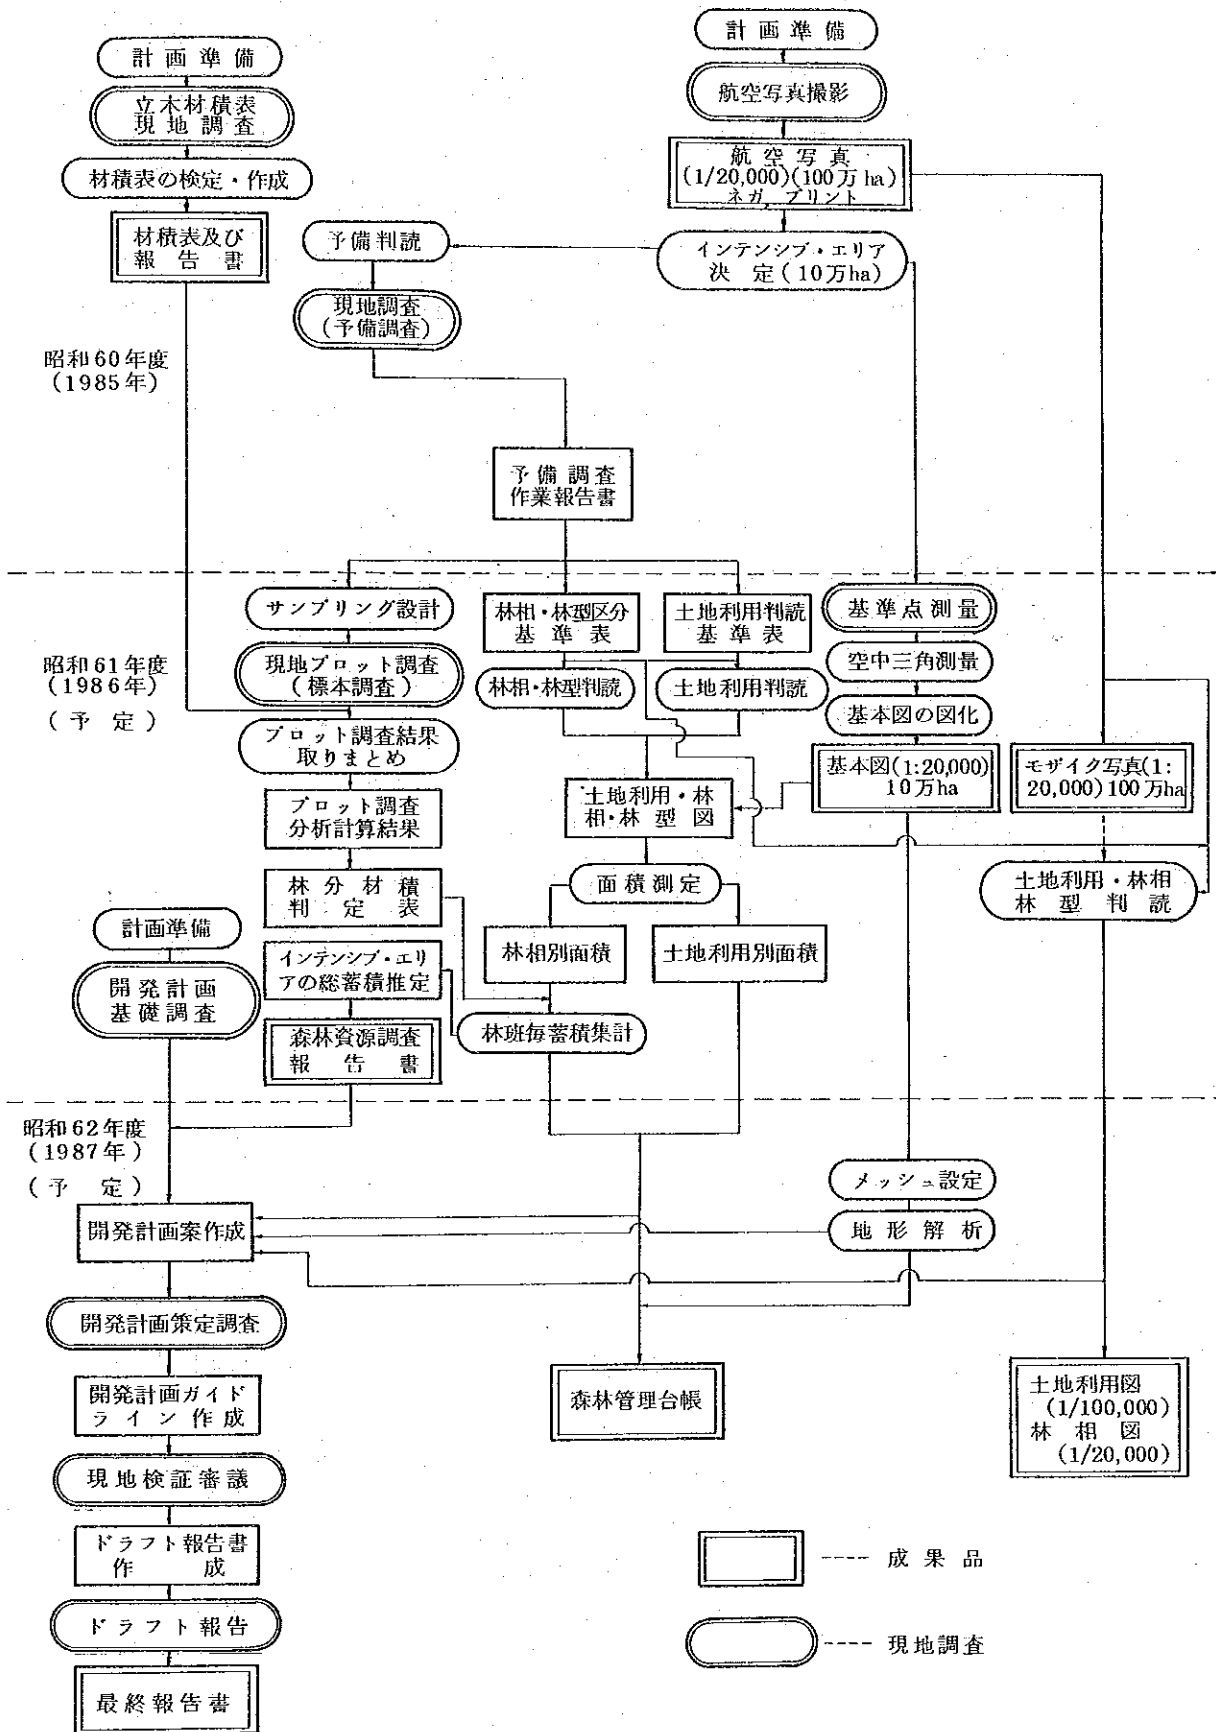 計画準備
立木材積表
現地調査
材積表の検定・作成
材積表及び
報告書
計画準備
航空写真撮影
航空写真
(1/20,000)(100万ha)
ネガ,プリント
インテンシブ・エリア
決定(10万ha)
予備判読
現地調査
(予備調査)
昭和60年度
(1985年)
予備調査
作業報告書
昭和61年度
(1986年)
(予定)
サンプリング設計
現地プロット調査
(標本調査)
プロット調査結果
取りまとめ
プロット調査
分析計算結果
林分材積
判定表
インテンシブ・エリ
アの総蓄積推定
森林資源調査
報告書
林相・林型区分
基準表
林相・林型判読
土地利用判読
基準表
土地利用判読
土地利用・林
相・林型図
面積測定
林相別面積
土地利用別面積
林班毎蓄積集計
基準点測量
空中三角測量
基本図の図化
基本図(1:20,000)
10万ha
モザイク写真(1:
20,000)100万ha
土地利用・林相
林型判読
計画準備
開発計画
基礎調査
昭和62年度
(1987年)
(予定)
メッシュ設定
地形解析
開発計画案作成
開発計画策定調査
開発計画ガイド
ライン作成
現地検証審議
ドラフト報告書
作成
ドラフト報告
最終報告書
森林管理台帳
土地利用図
(1/100,000)
林相図
(1/20,000)
成果品
現地調査